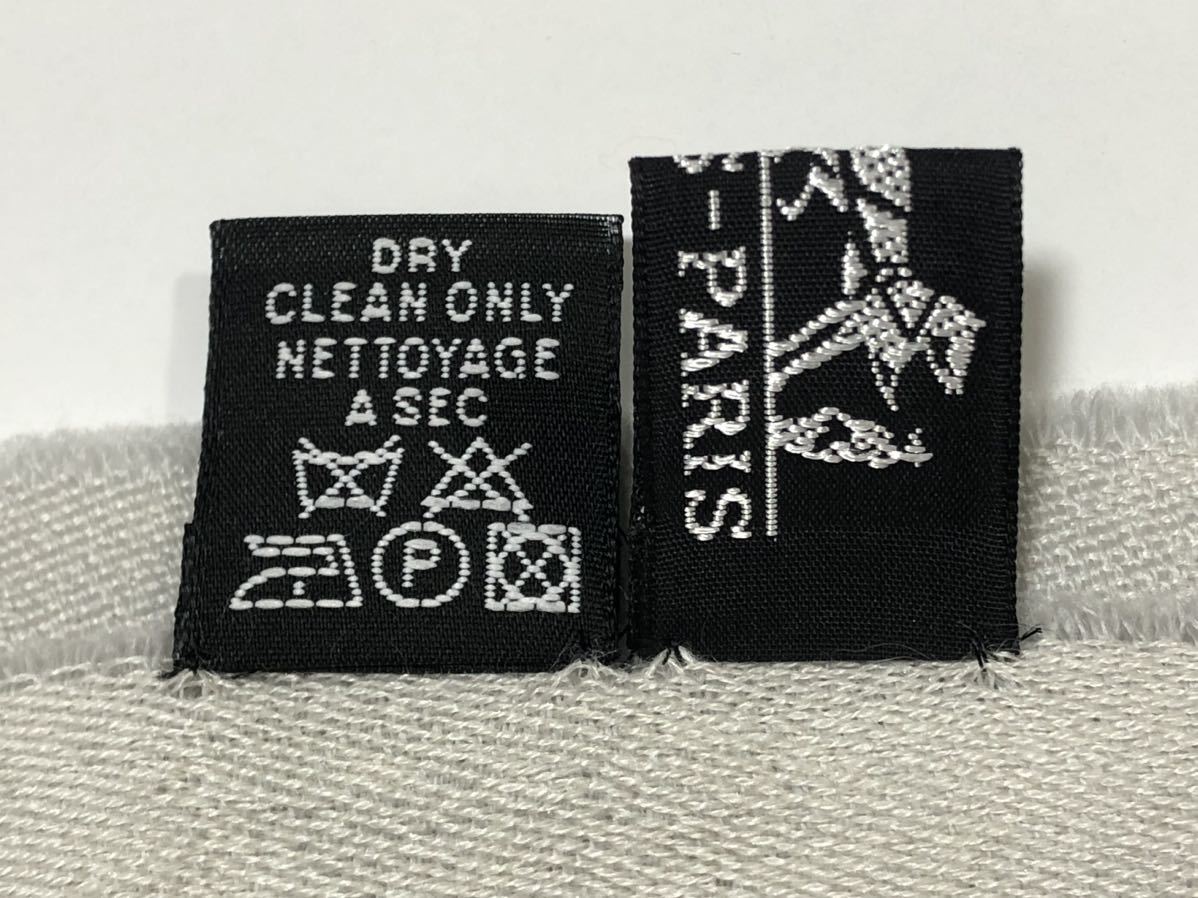 DRY
CLEAN ONLY
NETTOYAGE
A SEC
P
-PARIS